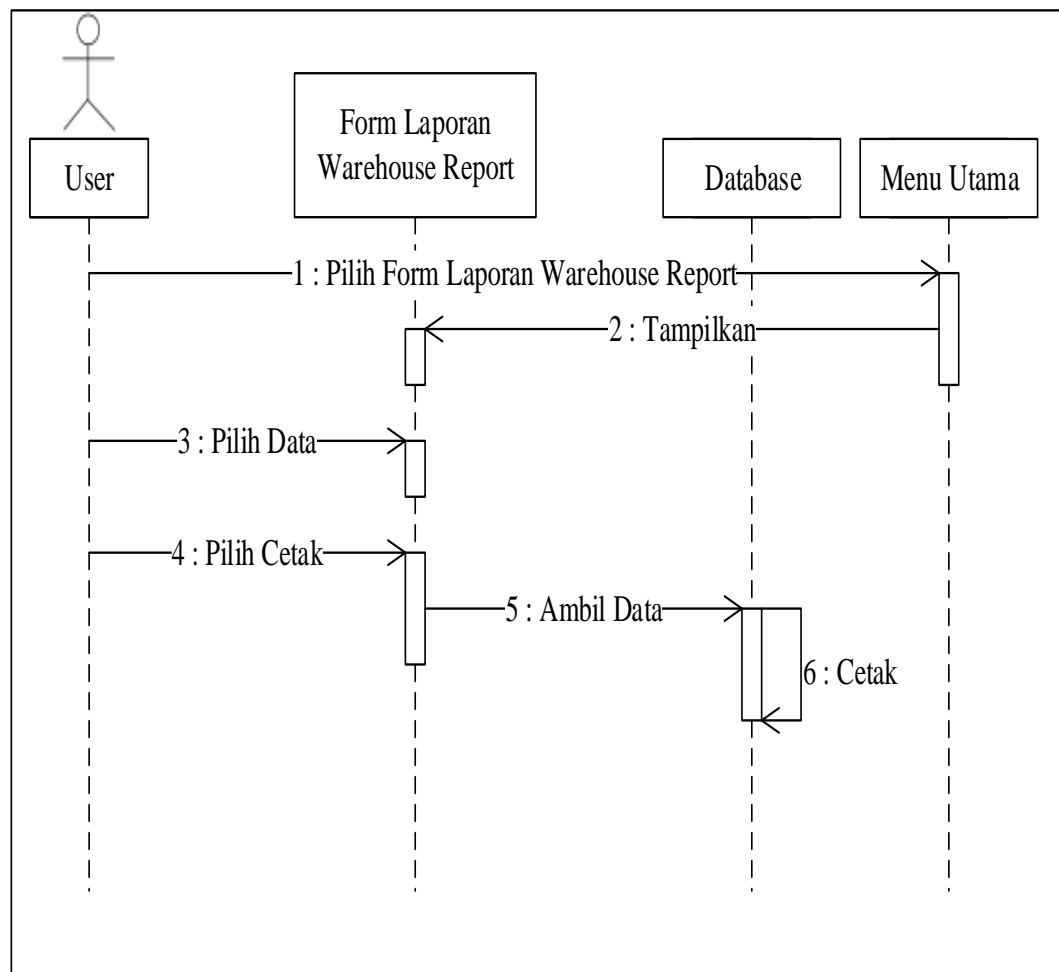 User
Form Laporan
Warehouse Report
Database
Menu Utama
1 : Pilih Form Laporan Warehouse Report
2 : Tampilkan
3 : Pilih Data
4 : Pilih Cetak
5 : Ambil Data
6 : Cetak